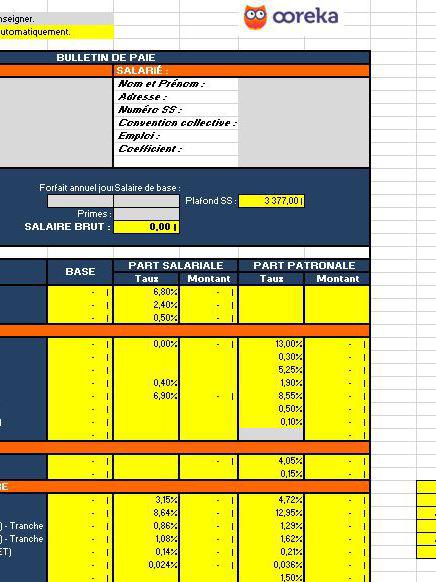 nseigner.
utomatiquement.
ooreka
BULLETIN DE PAIE
SALARIÉ :
Nom et Prénom :
Adresse :
Numéro SS :
Convention collective :
Emploi :
Coefficient :
Forfait annuel jou Salaire de base :
Plafond SS : 3 377,00
Primes :
SALAIRE BRUT : 0,00
BASE PART SALARIALE PART PATRONALE
Taux Montant Taux Montant
- 6,80% -
- 2,40%
- 0,50%
- 0,00% - 13,00% -
- 0,30% -
- 5,25% -
- 0,40% 1,90% -
- 6,90% - 8,55% -
- 0,50% -
) - 0,10% -
- -
- - 4,05% -
- 0,15% -
RE
- 3,15% - 4,72% -
- 8,64% - 12,95% -
) - Tranche - 0,86% - 1,29% -
) - Tranche - 1,08% - 1,62% -
ET) - 0,14% - 0,21% -
- 0,024% - 0,036% -
- 1,50% -